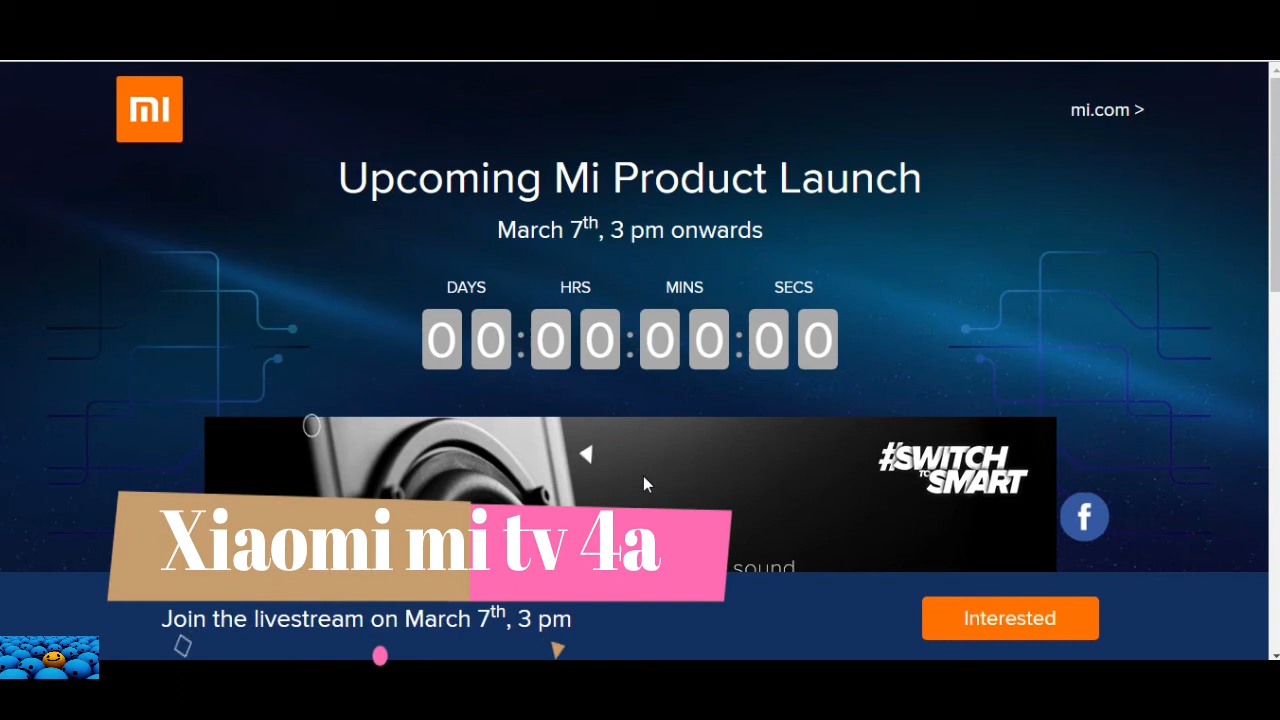 mi
mi.com >
Upcoming Mi Product Launch
March 7th, 3 pm onwards
DAYS HRS MINS SECS
00:00:00:00
#SWITCH
TO SMART
f
Xiaomi mi tv 4a
sound
Join the livestream on March 7th, 3 pm
Interested